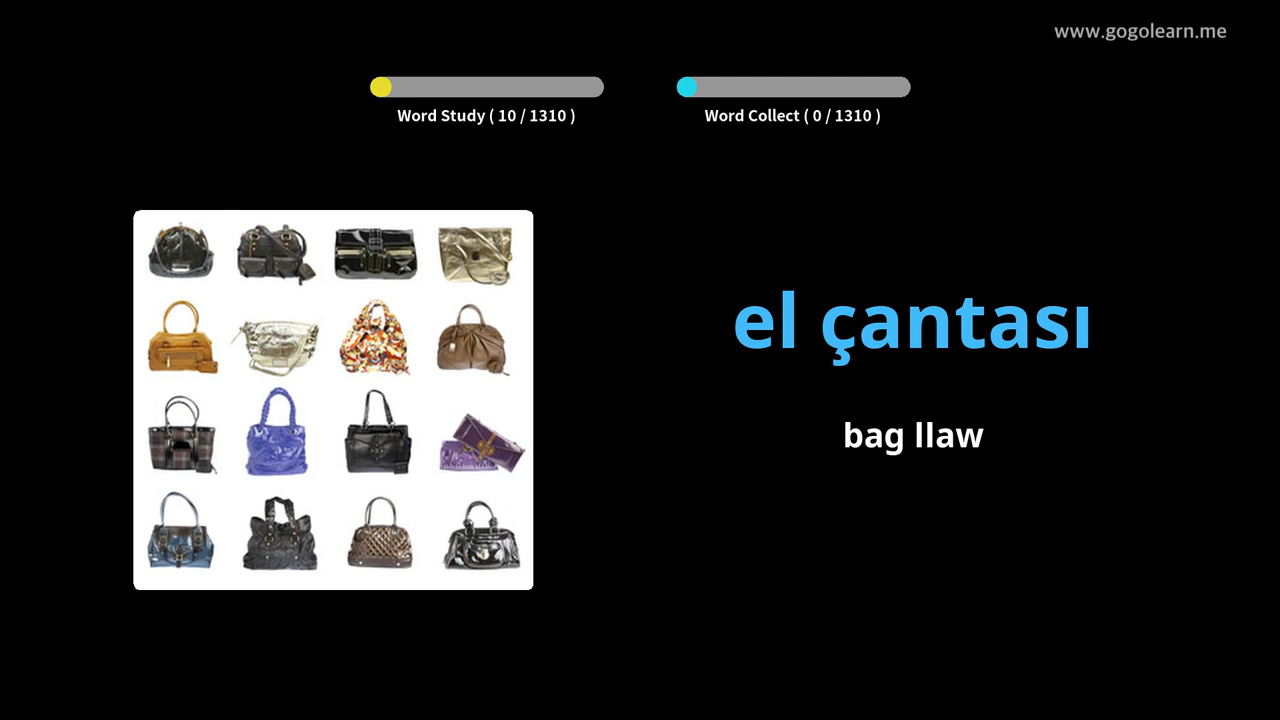 www.gogolearn.me
Word Study ( 10 / 1310 )
Word Collect ( 0 / 1310 )
el çantası
bag llaw